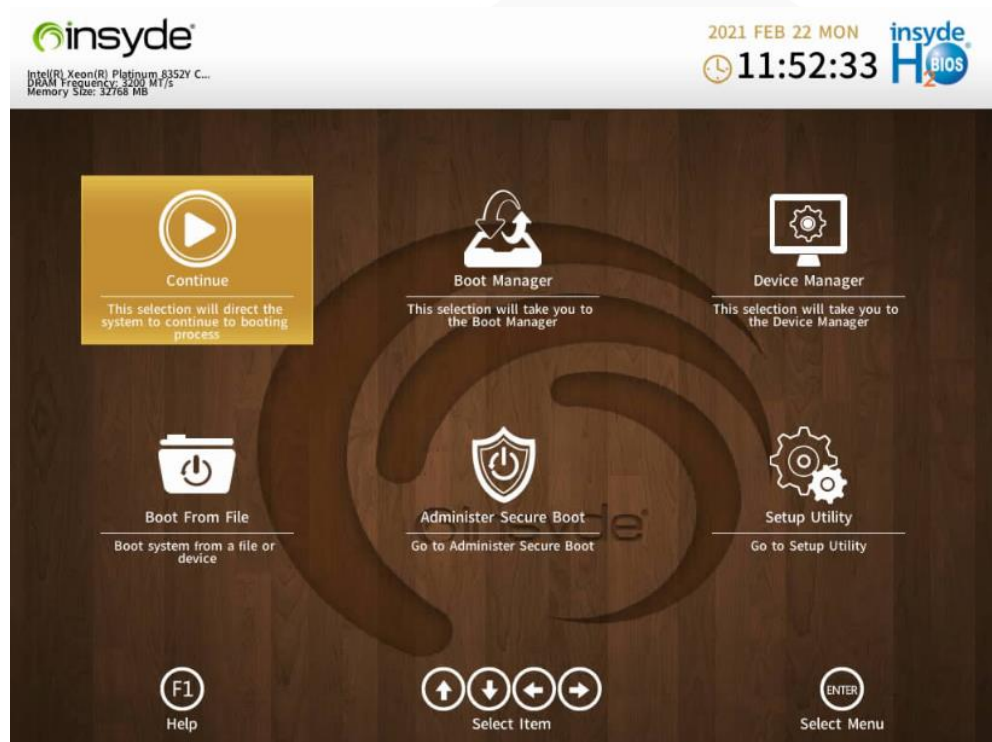 insyde
Intel(R) Xeon(R) Platinum 8352Y C...
DRAM Frequency: 3200 MT/s
Memory Size: 32768 MB
2021 FEB 22 MON
11:52:33
insyde
H2BIOS
Continue
This selection will direct the
system to continue to booting
process
Boot Manager
This selection will take you to
the Boot Manager
Device Manager
This selection will take you to
the Device Manager
Boot From File
Boot system from a file or
device
Administer Secure Boot
Go to Administer Secure Boot
Setup Utility
Go to Setup Utility
insyde
F1
Help
Select Item
ENTER
Select Menu